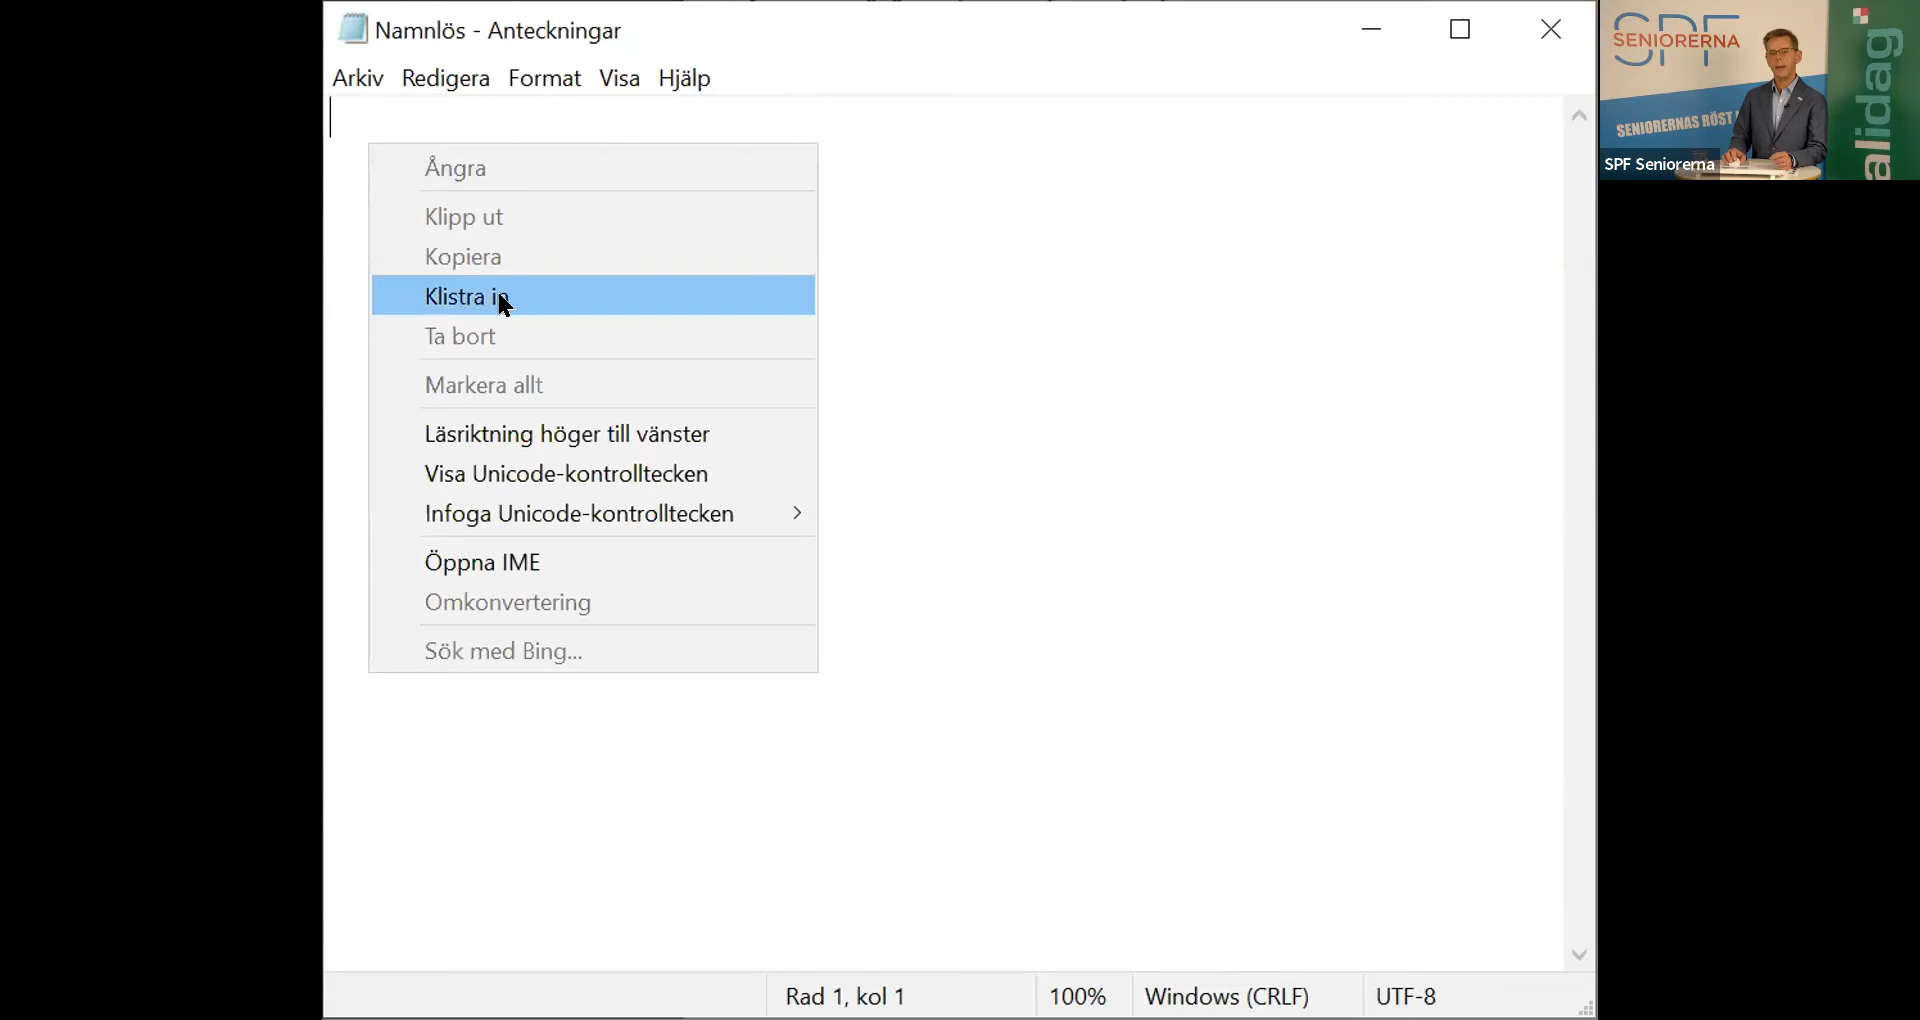 Namnlös - Anteckningar
Arkiv Redigera Format Visa Hjälp
Ångra
Klipp ut
Kopiera
Klistra in
Ta bort
Markera allt
Läsriktning höger till vänster
Visa Unicode-kontrolltecken
Infoga Unicode-kontrolltecken
Öppna IME
Omkonvertering
Sök med Bing...
Rad 1, kol 1
100%
Windows (CRLF)
UTF-8
SPF
SENIORERNA
SENIORERNAS RÖST
SPF Seniorerna
alidag